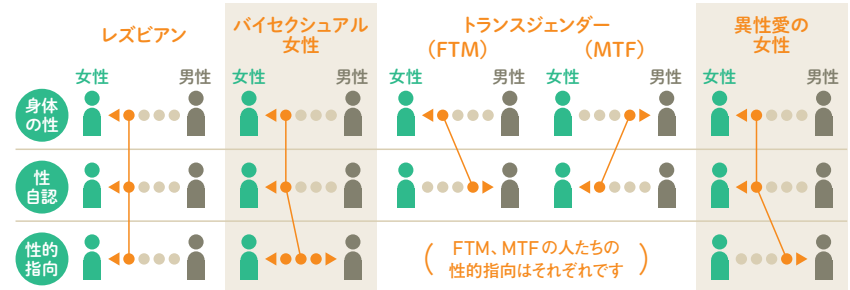 レズビアン
バイセクシュアル
女性
トランスジェンダー
(FTM)
(MTF)
異性愛の
女性
女性
男性
女性
男性
女性
男性
女性
男性
女性
男性
身体
の性
性
自認
性的
指向
(FTM、MTFの人たちの
性的指向はそれぞれです)